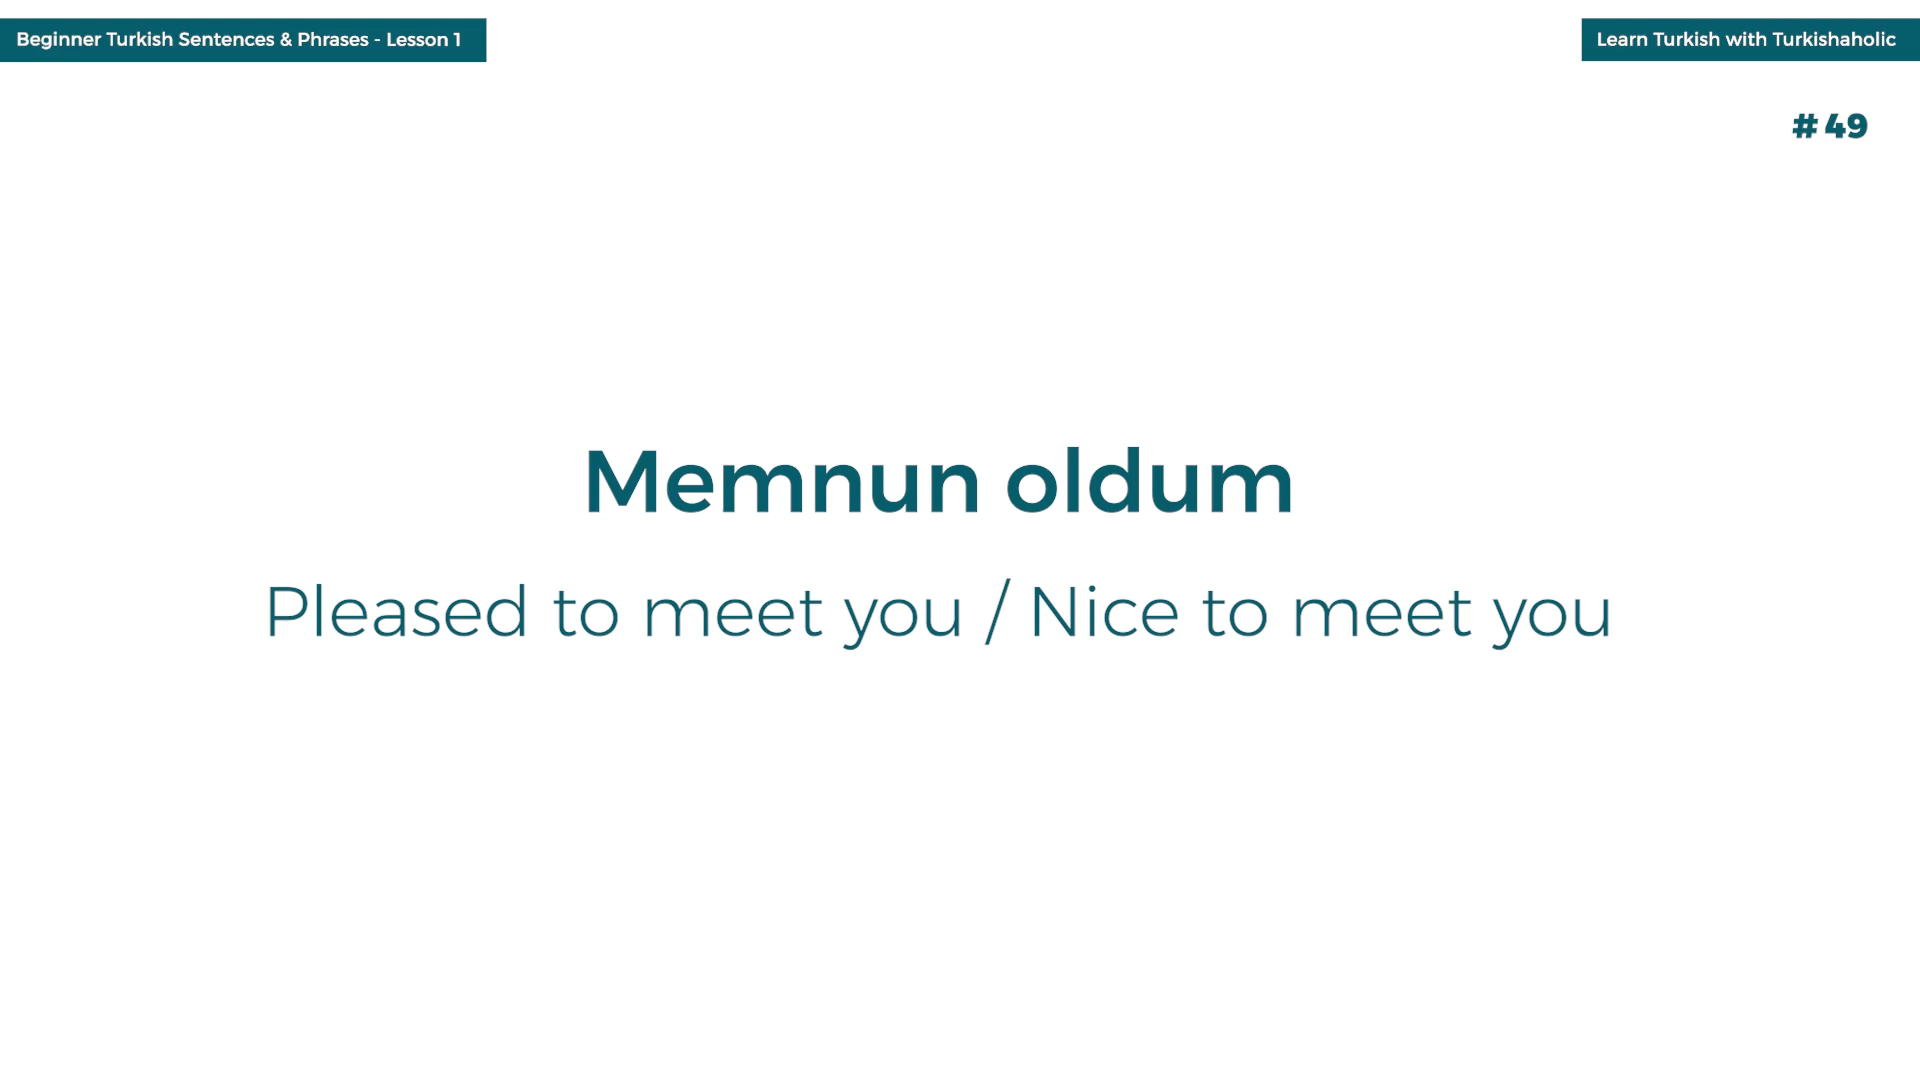 Beginner Turkish Sentences & Phrases - Lesson 1
Learn Turkish with Turkishaholic
# 49
Memnun oldum
Pleased to meet you / Nice to meet you